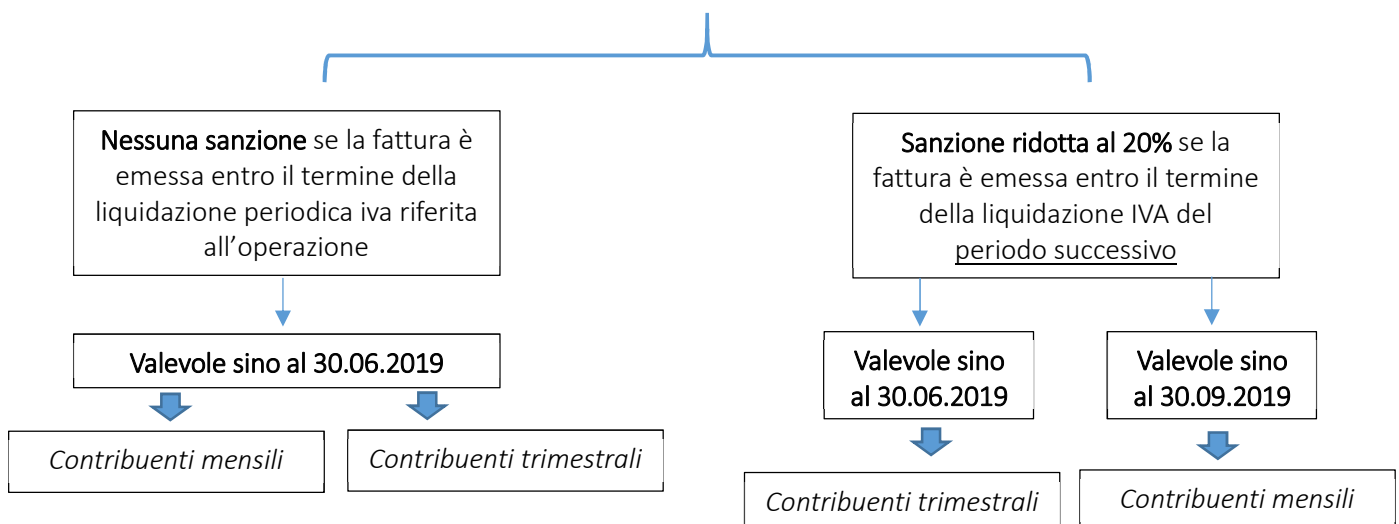 Nessuna sanzione se la fattura è
emessa entro il termine della
liquidazione periodica iva riferita
all’operazione
Valevole sino al 30.06.2019
Contribuenti mensili
Contribuenti trimestrali
Sanzione ridotta al 20% se la
fattura è emessa entro il termine
della liquidazione IVA del
periodo successivo
Valevole sino
al 30.06.2019
Contribuenti trimestrali
Valevole sino
al 30.09.2019
Contribuenti mensili